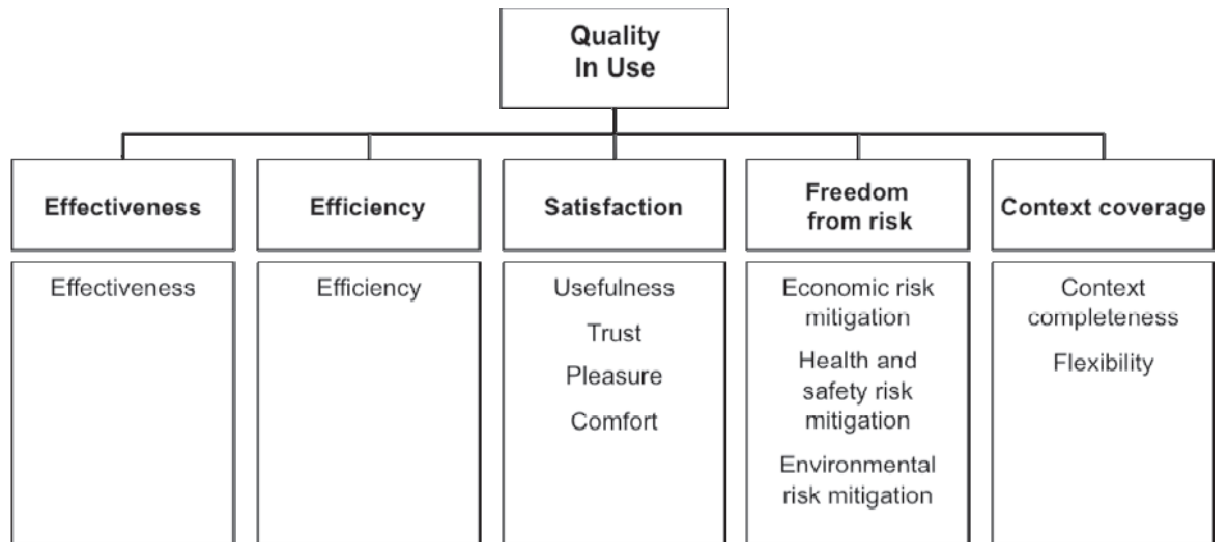 Quality
In Use
Effectiveness
Efficiency
Satisfaction
Freedom
from risk
Context coverage
Effectiveness
Efficiency
Usefulness
Trust
Pleasure
Comfort
Economic risk
mitigation
Health and
safety risk
mitigation
Environmental
risk mitigation
Context
completeness
Flexibility